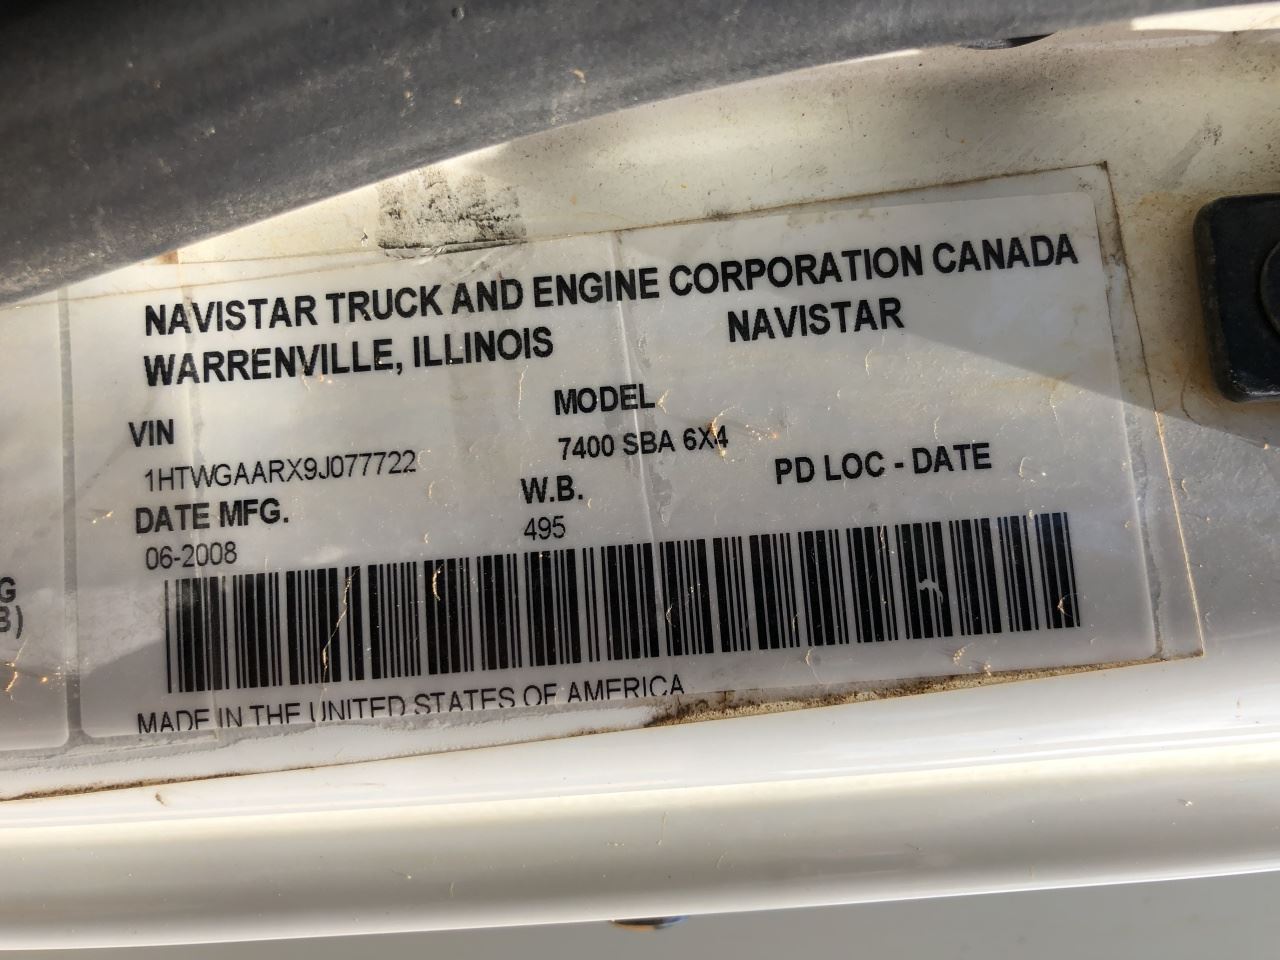 NAVISTAR TRUCK AND ENGINE CORPORATION CANADA
WARRENVILLE, ILLINOIS NAVISTAR
VIN MODEL
1HTWGAARX9J077722 7400 SBA 6X4
DATE MFG. W.B. PD LOC - DATE
06-2008 495
MADE IN THE UNITED STATES OF AMERICA
G
B)